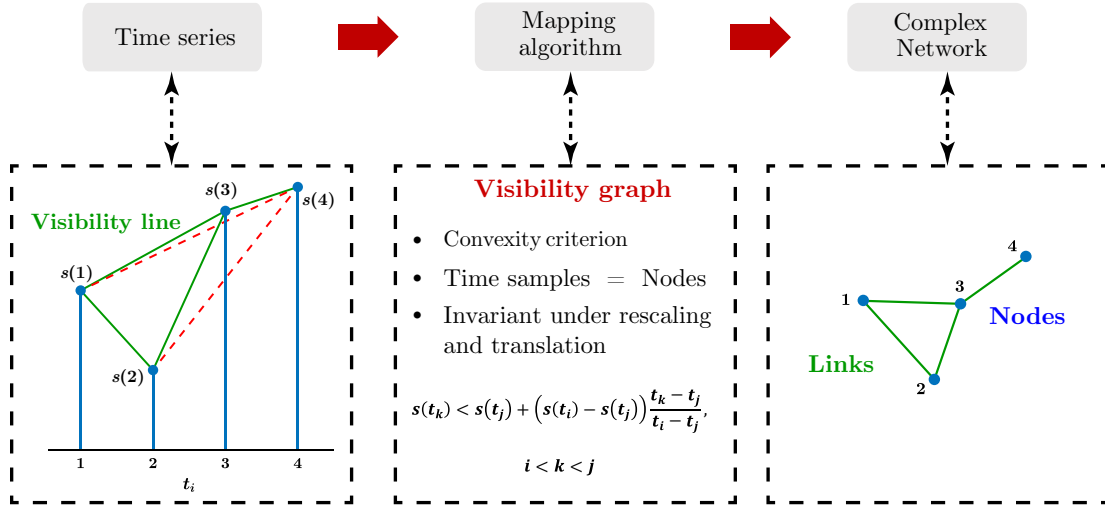 Time series
Mapping
algorithm
Complex
Network
Visibility line
s(1)
s(2)
s(3)
s(4)
1 2 3 4
t_i
Visibility graph
• Convexity criterion
• Time samples = Nodes
• Invariant under rescaling
and translation
s(t_k) < s(t_j) + (s(t_i) − s(t_j)) (t_k − t_j)/(t_i − t_j),
i < k < j
4
3
1
Nodes
Links
2